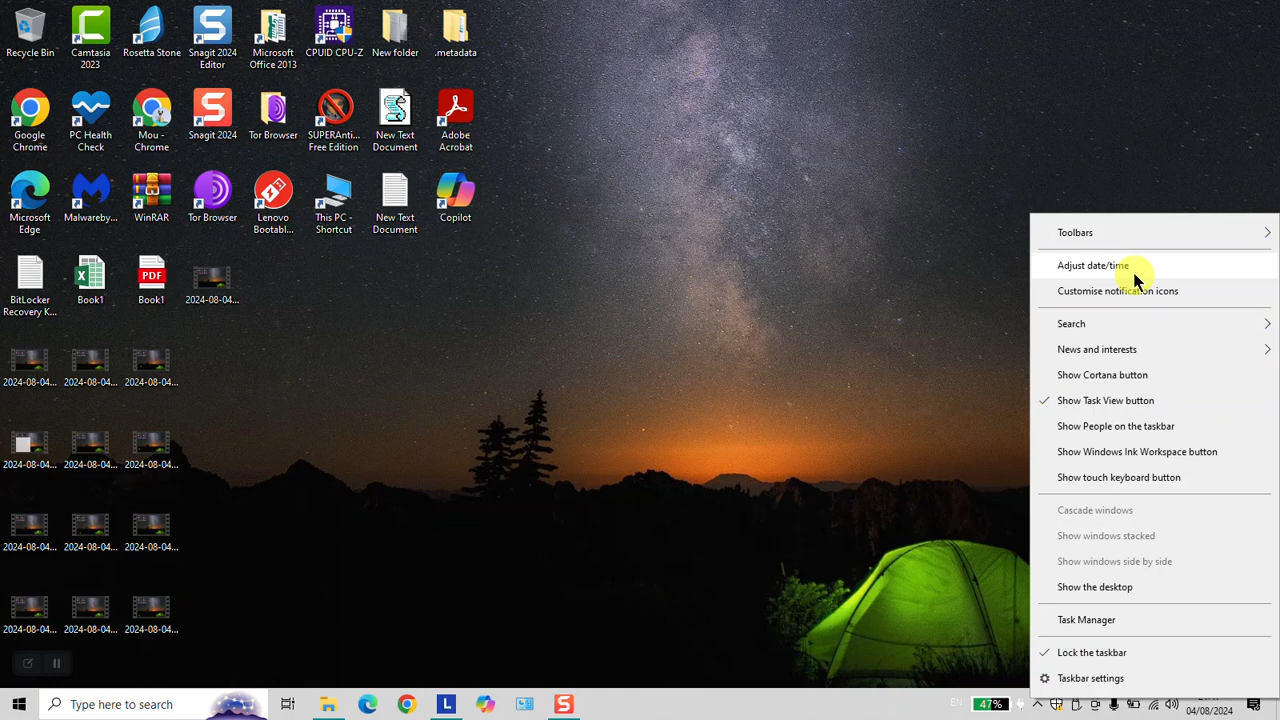 Recycle Bin
Camtasia
2023
Rosetta Stone
Snagit 2024
Editor
Microsoft
Office 2013
CPUID CPU-Z
New folder
.metadata
Google
Chrome
PC Health
Check
Mou -
Chrome
Snagit 2024
Tor Browser
SUPERAnti...
Free Edition
New Text
Document
Adobe
Acrobat
Microsoft
Edge
Malwareby...
WinRAR
Tor Browser
Lenovo
Bootabl...
This PC -
Shortcut
New Text
Document
Copilot
BitLocker
Recovery K...
Book1
PDF
Book1
2024-08-04...
2024-08-04...
2024-08-04...
2024-08-04...
2024-08-04...
2024-08-04...
2024-08-04...
2024-08-04...
2024-08-04...
2024-08-04...
2024-08-04...
2024-08-04...
2024-08-04...
Toolbars
Adjust date/time
Customise notification icons
Search
News and interests
Show Cortana button
Show Task View button
Show People on the taskbar
Show Windows Ink Workspace button
Show touch keyboard button
Cascade windows
Show windows stacked
Show windows side by side
Show the desktop
Task Manager
Lock the taskbar
Taskbar settings
Type here to search
L
EN
47%
04/08/2024